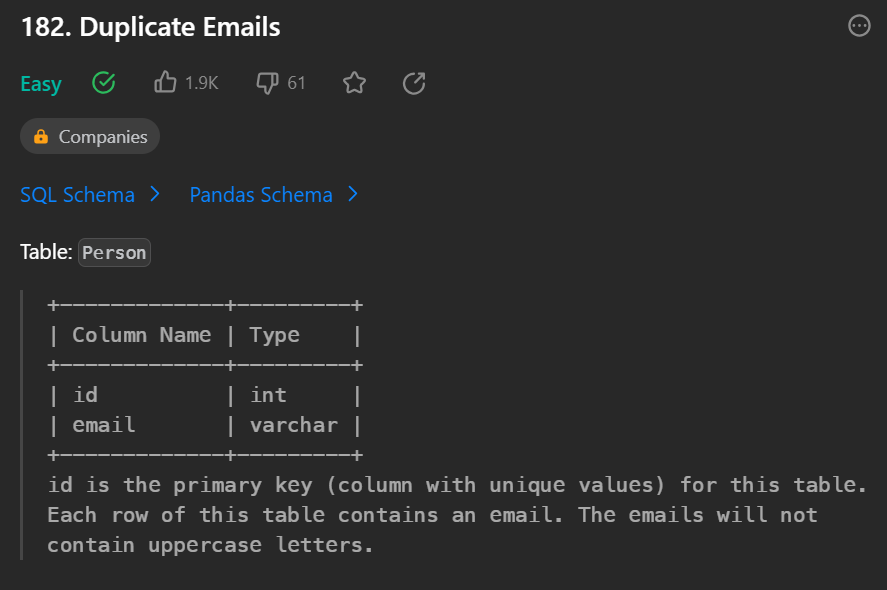 182. Duplicate Emails
Easy 1.9K 61
Companies
SQL Schema Pandas Schema
Table: Person
+-------------+---------+
| Column Name | Type    |
+-------------+---------+
| id          | int     |
| email       | varchar |
+-------------+---------+
id is the primary key (column with unique values) for this table.
Each row of this table contains an email. The emails will not
contain uppercase letters.